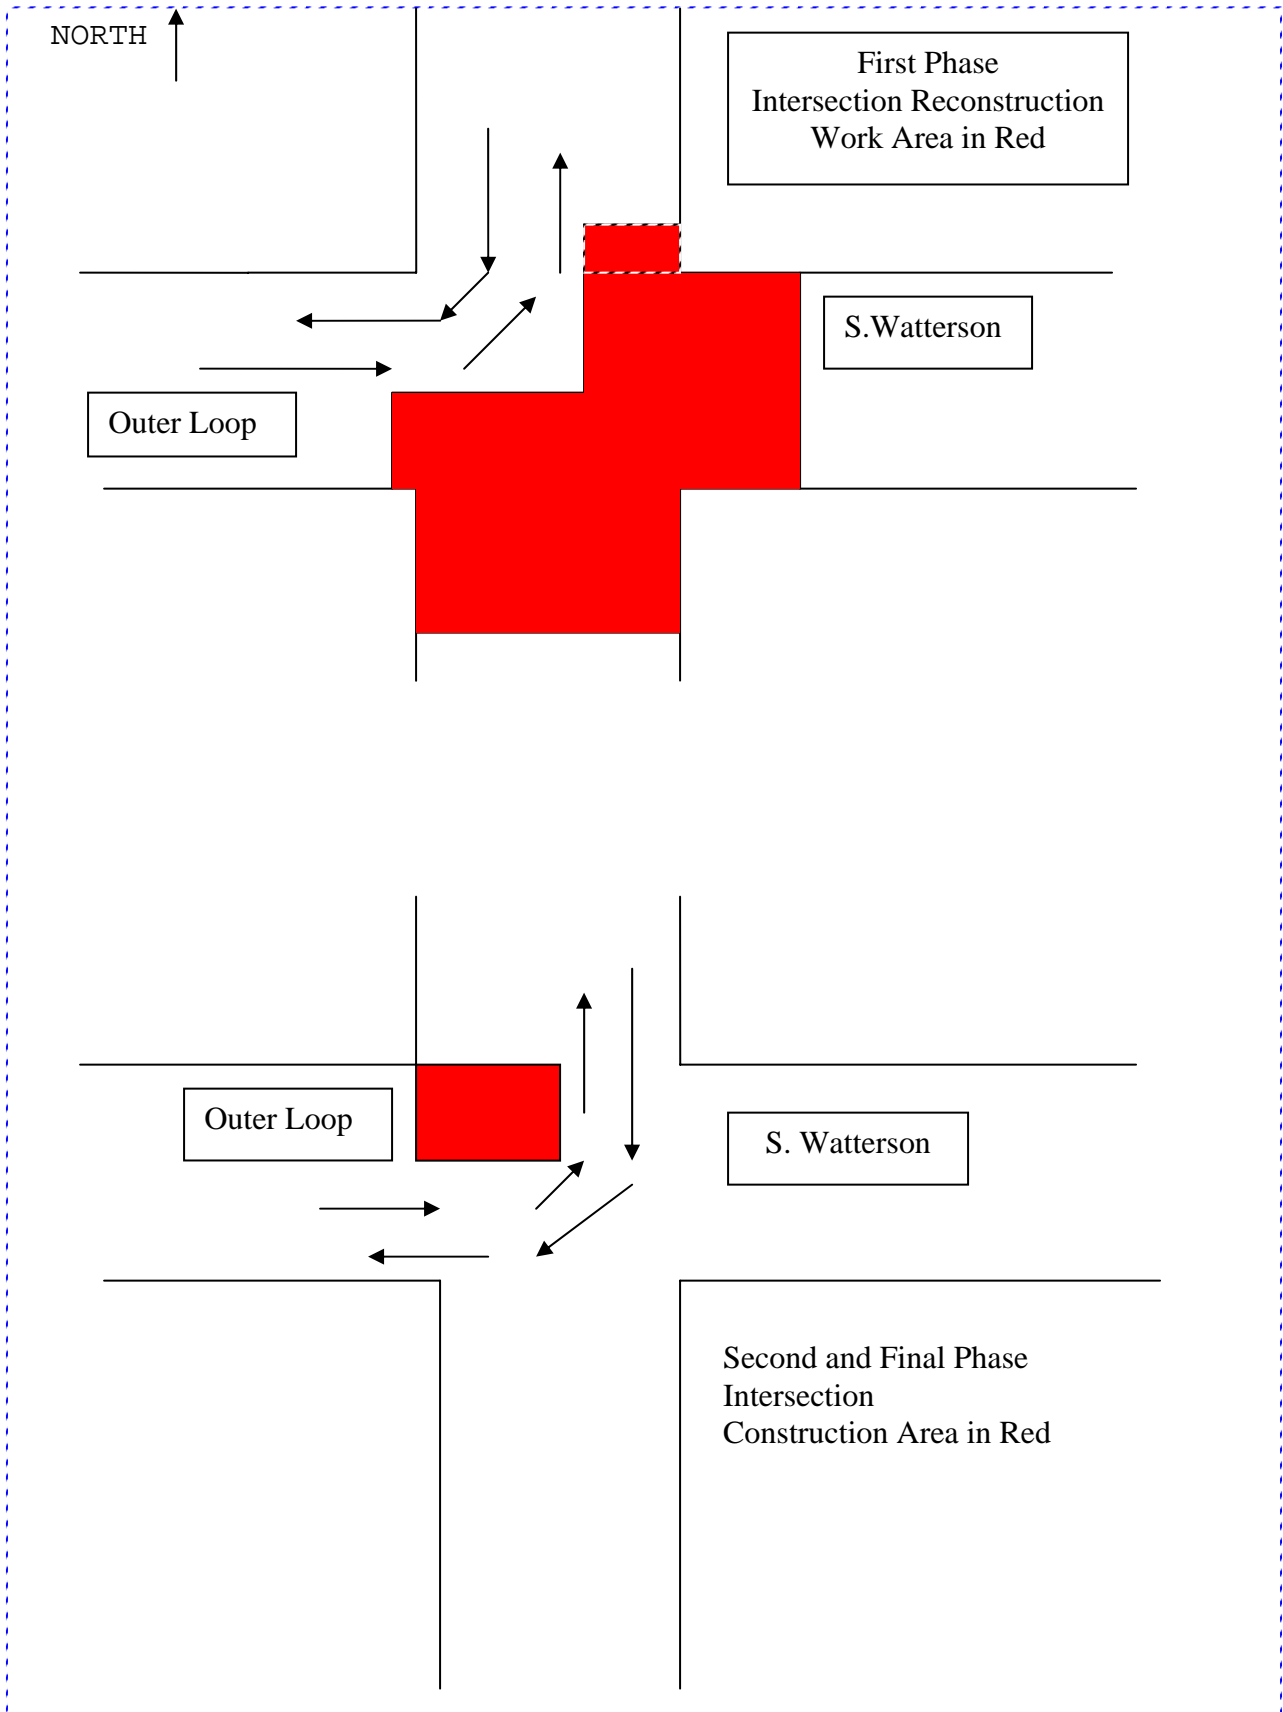 NORTH
First Phase
Intersection Reconstruction
Work Area in Red
S.Watterson
Outer Loop
Outer Loop
S. Watterson
Second and Final Phase
Intersection
Construction Area in Red